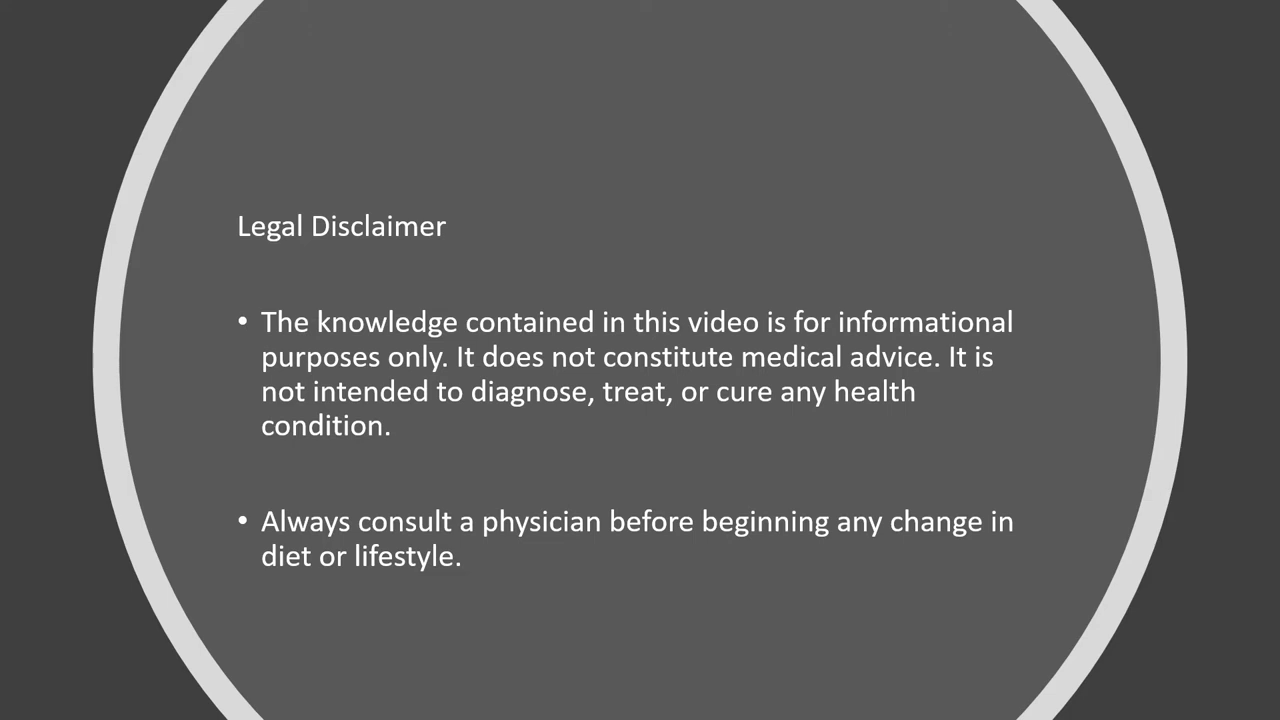 Legal Disclaimer
• The knowledge contained in this video is for informational
purposes only. It does not constitute medical advice. It is
not intended to diagnose, treat, or cure any health
condition.
• Always consult a physician before beginning any change in
diet or lifestyle.